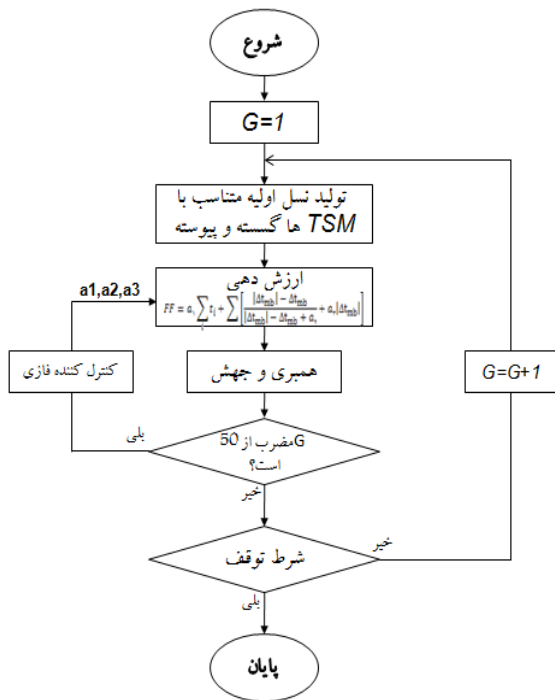 شروع
G=1
تولید نسل اولیه متناسب با
TSM ها گسسته و پیوسته
ارزش دهی
a1,a2,a3
کنترل کننده فازی
همبری و جهش
G=G+1
Gمضرب از 50
است؟
بلی
خیر
شرط توقف
خیر
بلی
پایان